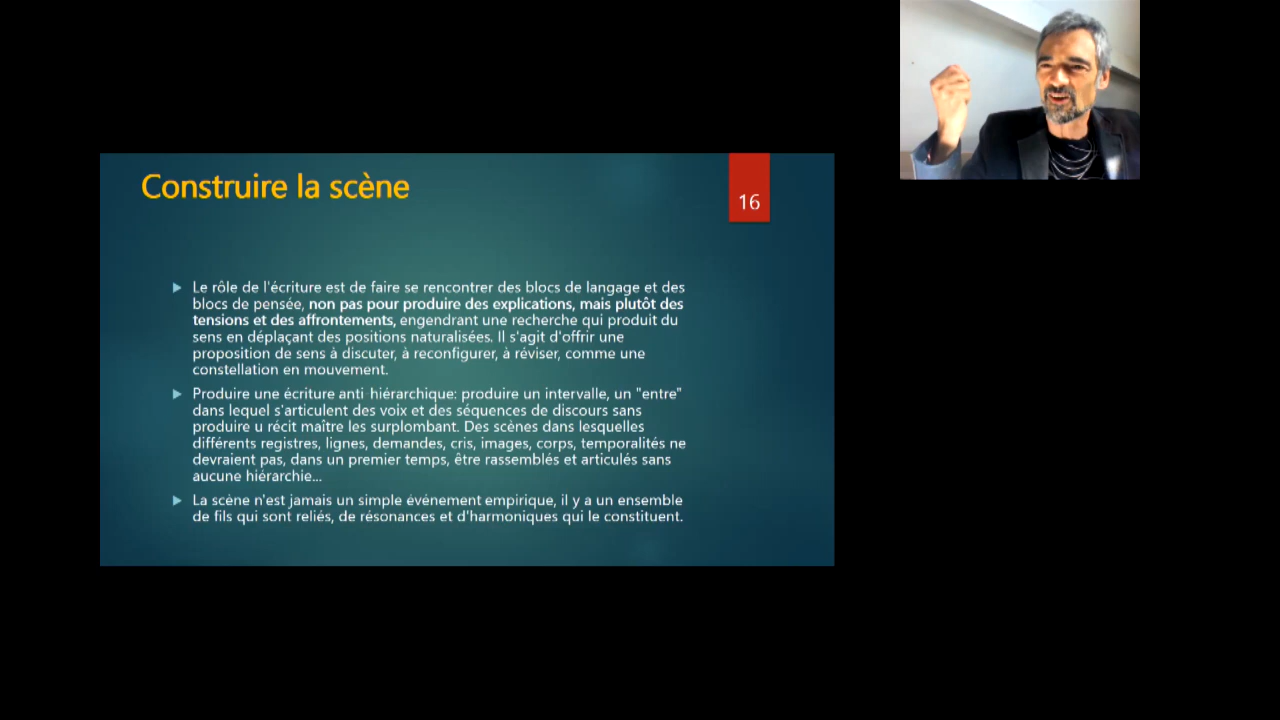 Construire la scène
16
Le rôle de l'écriture est de faire se rencontrer des blocs de langage et des
blocs de pensée, non pas pour produire des explications, mais plutôt des
tensions et des affrontements, engendrant une recherche qui produit du
sens en déplaçant des positions naturalisées. Il s'agit d'offrir une
proposition de sens à discuter, à reconfigurer, à réviser, comme une
constellation en mouvement.
Produire une écriture anti-hiérarchique: produire un intervalle, un "entre"
dans lequel s'articulent des voix et des séquences de discours sans
produire u récit maître les surplombant. Des scènes dans lesquelles
différents registres, lignes, demandes, cris, images, corps, temporalités ne
devraient pas, dans un premier temps, être rassemblés et articulés sans
aucune hiérarchie...
La scène n'est jamais un simple événement empirique, il y a un ensemble
de fils qui sont reliés, de résonances et d'harmoniques qui le constituent.